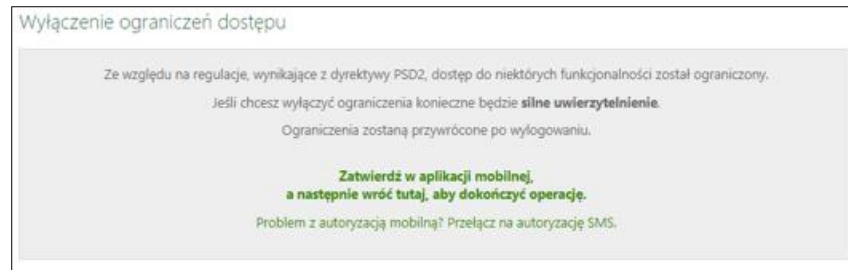 Wyłączenie ograniczeń dostępu
Ze względu na regulacje, wynikające z dyrektywy PSD2, dostęp do niektórych funkcjonalności został ograniczony.
Jeśli chcesz wyłączyć ograniczenia konieczne będzie silne uwierzytelnienie.
Ograniczenia zostaną przywrócone po wylogowaniu.
Zatwierdź w aplikacji mobilnej,
a następnie wróć tutaj, aby dokończyć operację.
Problem z autoryzacją mobilną? Przełącz na autoryzację SMS.